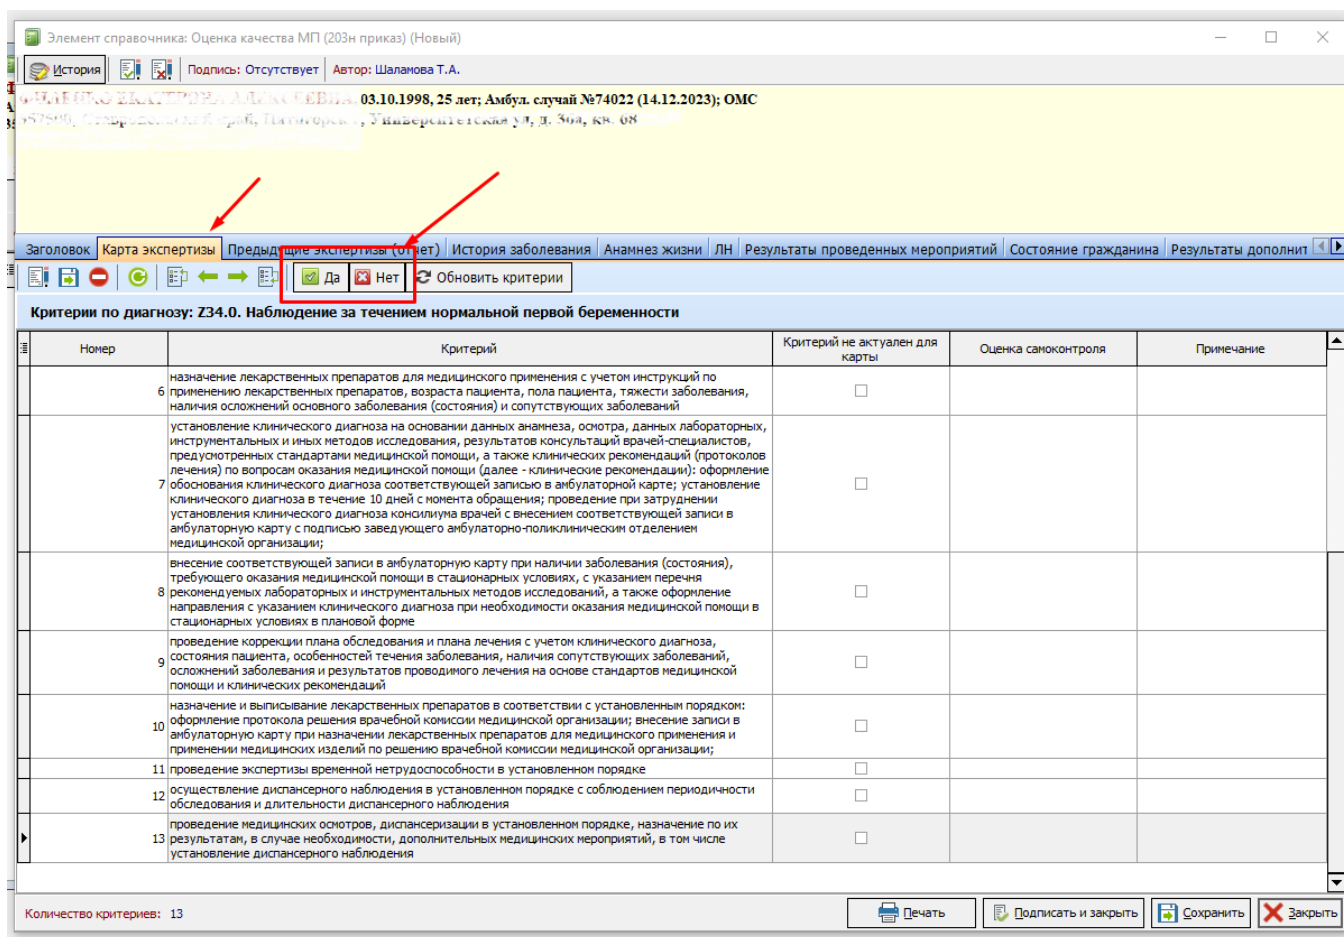 Элемент справочника: Оценка качества МП (203н приказ) (Новый)
История Подпись: Отсутствует Автор: Шаламова Т.А.
03.10.1998, 25 лет; Амбул. случай №74022 (14.12.2023); ОМС
Заголовок Карта экспертизы Предыдущие экспертизы (отчет) История заболевания Анамнез жизни ЛН Результаты проведенных мероприятий Состояние гражданина Результаты дополнит
Да Нет Обновить критерии
Критерии по диагнозу: Z34.0. Наблюдение за течением нормальной первой беременности
Номер Критерий Критерий не актуален для карты Оценка самоконтроля Примечание
назначение лекарственных препаратов для медицинского применения с учетом инструкций по
6 применению лекарственных препаратов, возраста пациента, пола пациента, тяжести заболевания,
наличия осложнений основного заболевания (состояния) и сопутствующих заболеваний
установление клинического диагноза на основании данных анамнеза, осмотра, данных лабораторных,
инструментальных и иных методов исследования, результатов консультаций врачей-специалистов,
предусмотренных стандартами медицинской помощи, а также клинических рекомендаций (протоколов
лечения) по вопросам оказания медицинской помощи (далее - клинические рекомендации): оформление
7 обоснования клинического диагноза соответствующей записью в амбулаторной карте; установление
клинического диагноза в течение 10 дней с момента обращения; проведение при затруднении
установления клинического диагноза консилиума врачей с внесением соответствующей записи в
амбулаторную карту с подписью заведующего амбулаторно-поликлиническим отделением
медицинской организации;
внесение соответствующей записи в амбулаторную карту при наличии заболевания (состояния),
требующего оказания медицинской помощи в стационарных условиях, с указанием перечня
8 рекомендуемых лабораторных и инструментальных методов исследований, а также оформление
направления с указанием клинического диагноза при необходимости оказания медицинской помощи в
стационарных условиях в плановой форме
проведение коррекции плана обследования и плана лечения с учетом клинического диагноза,
9 состояния пациента, особенностей течения заболевания, наличия сопутствующих заболеваний,
осложнений заболевания и результатов проводимого лечения на основе стандартов медицинской
помощи и клинических рекомендаций
назначение и выписывание лекарственных препаратов в соответствии с установленным порядком:
10 оформление протокола решения врачебной комиссии медицинской организации; внесение записи в
амбулаторную карту при назначении лекарственных препаратов для медицинского применения и
применении медицинских изделий по решению врачебной комиссии медицинской организации;
11 проведение экспертизы временной нетрудоспособности в установленном порядке
12 осуществление диспансерного наблюдения в установленном порядке с соблюдением периодичности
обследования и длительности диспансерного наблюдения
проведение медицинских осмотров, диспансеризации в установленном порядке, назначение по их
13 результатам, в случае необходимости, дополнительных медицинских мероприятий, в том числе
установление диспансерного наблюдения
Количество критериев: 13 Печать Подписать и закрыть Сохранить Закрыть